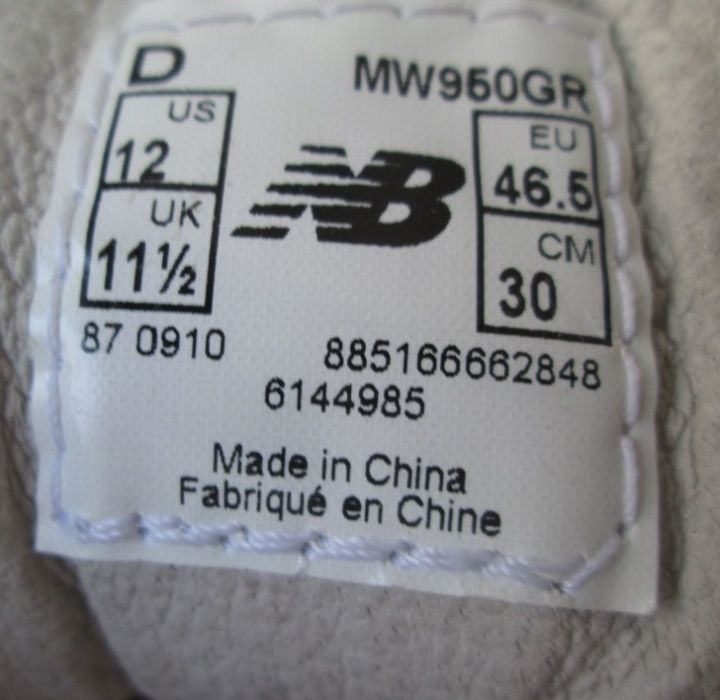 D
MW950GR
US
12
UK
11½
NB
EU
46.5
CM
30
87 0910
885166662848
6144985
Made in China
Fabriqué en Chine